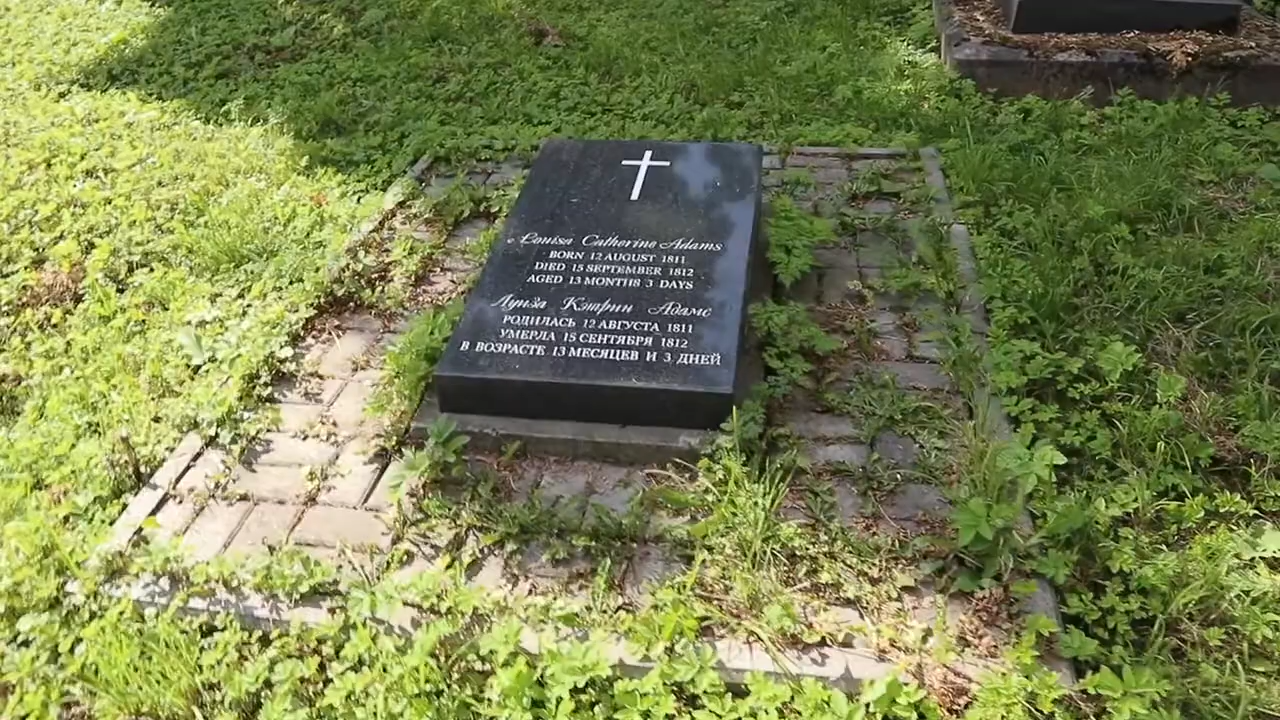 Louisa Catherine Adams
BORN 12 AUGUST 1811
DIED 15 SEPTEMBER 1812
AGED 13 MONTHS 3 DAYS
Луиза Кэтрин Адамс
РОДИЛАСЬ 12 АВГУСТА 1811
УМЕРЛА 15 СЕНТЯБРЯ 1812
В ВОЗРАСТЕ 13 МЕСЯЦЕВ И 3 ДНЕЙ